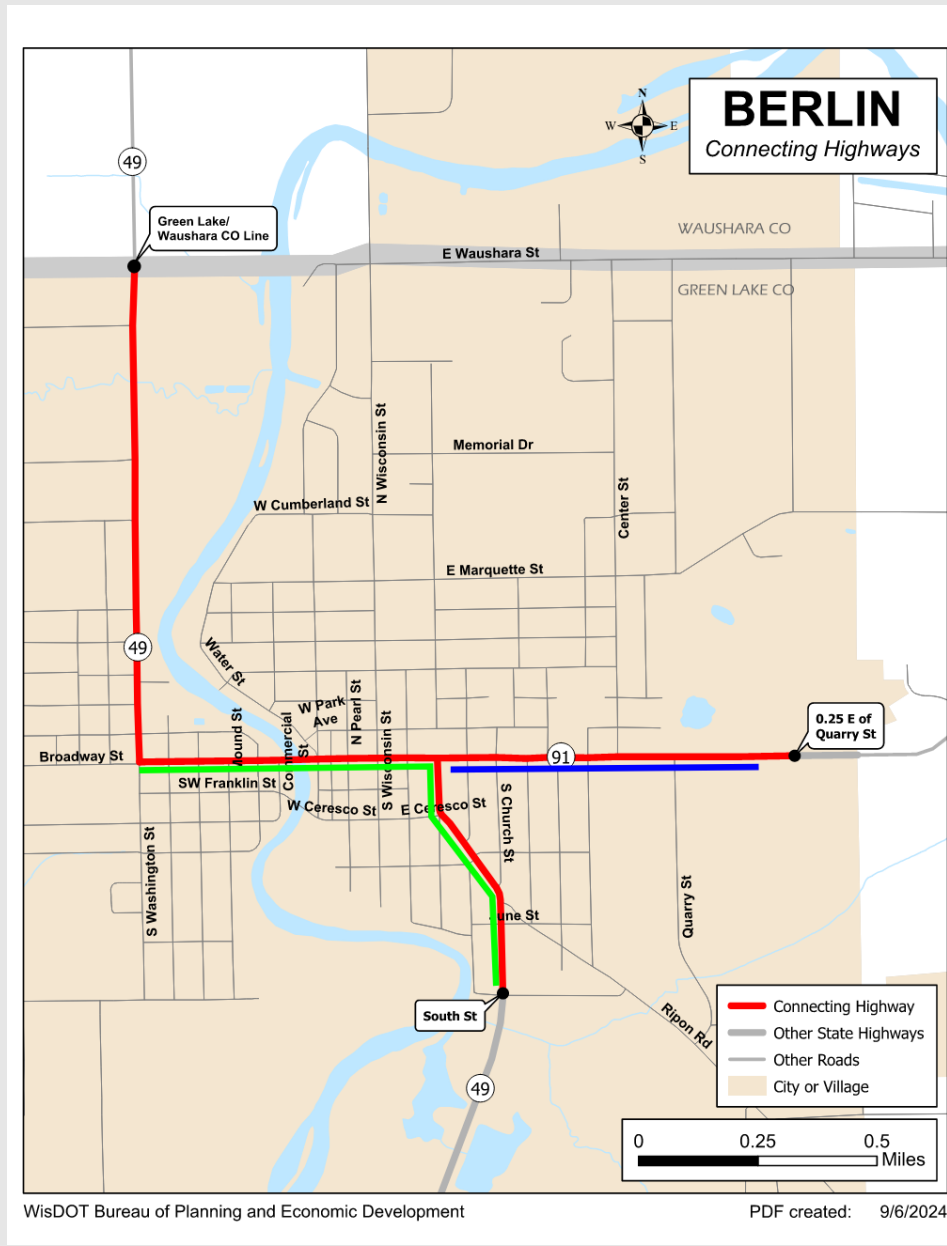 BERLIN
Connecting Highways
N
W
E
S
49
Green Lake/
Waushara CO Line
WAUSHARA CO
E Waushara St
GREEN LAKE CO
N Wisconsin St
Memorial Dr
Center St
W Cumberland St
E Marquette St
49
Water St
W Park
Ave
N Pearl St
Mound St
Commercial
St
S Wisconsin St
0.25 E of
Quarry St
Broadway St
91
SW Franklin St
W Ceresco St
E Ceresco St
S Church St
S Washington St
Quarry St
June St
South St
Ripon Rd
49
Connecting Highway
Other State Highways
Other Roads
City or Village
0
0.25
0.5
Miles
WisDOT Bureau of Planning and Economic Development
PDF created: 9/6/2024